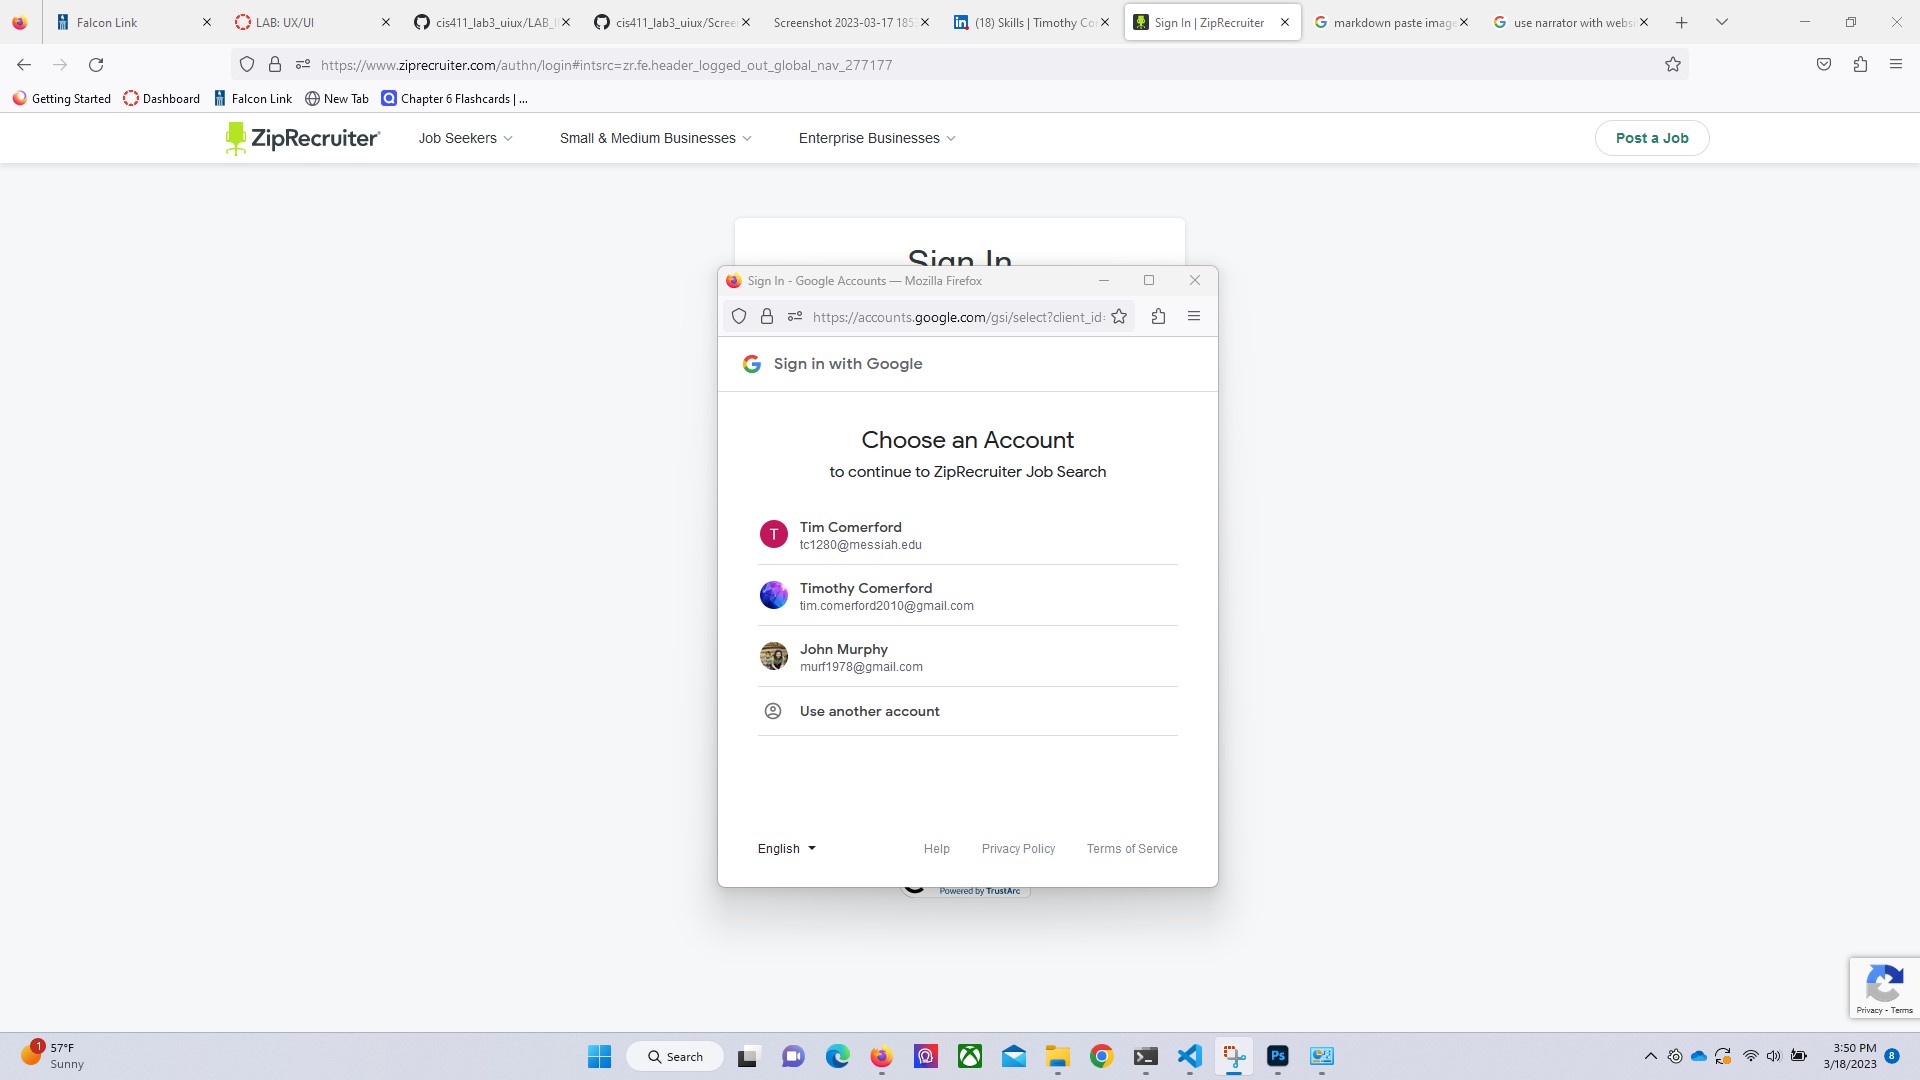 Falcon Link
LAB: UX/UI
cis411_lab3_uiux/LAB_I
cis411_lab3_uiux/Scree
Screenshot 2023-03-17 185
(18) Skills | Timothy Co
Sign In | ZipRecruiter
markdown paste image
use narrator with websi
https://www.ziprecruiter.com/authn/login#intsrc=zr.fe.header_logged_out_global_nav_277177
Getting Started
Dashboard
Falcon Link
New Tab
Chapter 6 Flashcards | ...
ZipRecruiter
Job Seekers
Small & Medium Businesses
Enterprise Businesses
Post a Job
Sign In
Sign In - Google Accounts — Mozilla Firefox
https://accounts.google.com/gsi/select?client_id=
Sign in with Google
Choose an Account
to continue to ZipRecruiter Job Search
T
Tim Comerford
tc1280@messiah.edu
Timothy Comerford
tim.comerford2010@gmail.com
John Murphy
murf1978@gmail.com
Use another account
English
Help
Privacy Policy
Terms of Service
Powered by TrustArc
Privacy - Terms
1
57°F
Sunny
Search
Ps
3:50 PM
3/18/2023
8